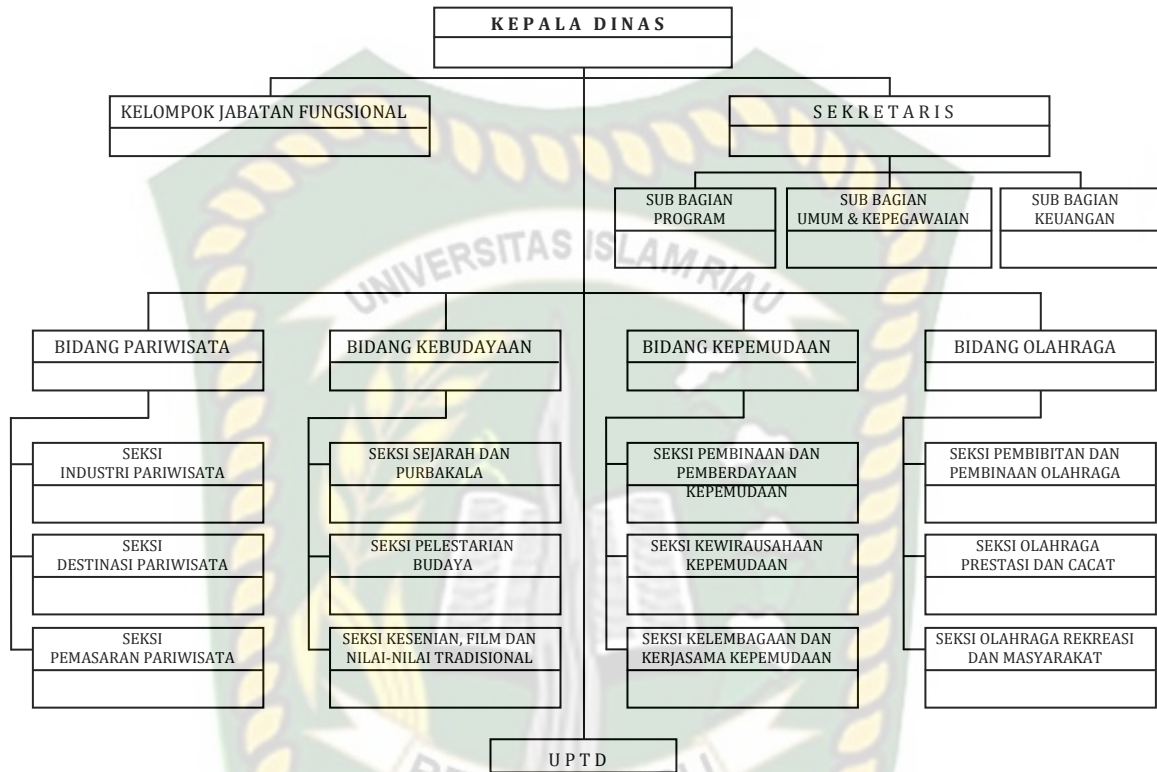 KEPALA DINAS
KELOMPOK JABATAN FUNGSIONAL
SEKRETARIS
SUB BAGIAN
PROGRAM
SUB BAGIAN
UMUM & KEPEGAWAIAN
SUB BAGIAN
KEUANGAN
UNIVERSITAS ISLAM RIAU
BIDANG PARIWISATA
BIDANG KEBUDAYAAN
BIDANG KEPEMUDAAN
BIDANG OLAHRAGA
SEKSI
INDUSTRI PARIWISATA
SEKSI SEJARAH DAN
PURBAKALA
SEKSI PEMBINAAN DAN
PEMBERDAYAAN
KEPEMUDAAN
SEKSI PEMBIBITAN DAN
PEMBINAAN OLAHRAGA
SEKSI
DESTINASI PARIWISATA
SEKSI PELESTARIAN
BUDAYA
SEKSI KEWIRAUSAHAAN
KEPEMUDAAN
SEKSI OLAHRAGA
PRESTASI DAN CACAT
SEKSI
PEMASARAN PARIWISATA
SEKSI KESENIAN, FILM DAN
NILAI-NILAI TRADISIONAL
SEKSI KELEMBAGAAN DAN
KERJASAMA KEPEMUDAAN
SEKSI OLAHRAGA REKREASI
DAN MASYARAKAT
UPTD